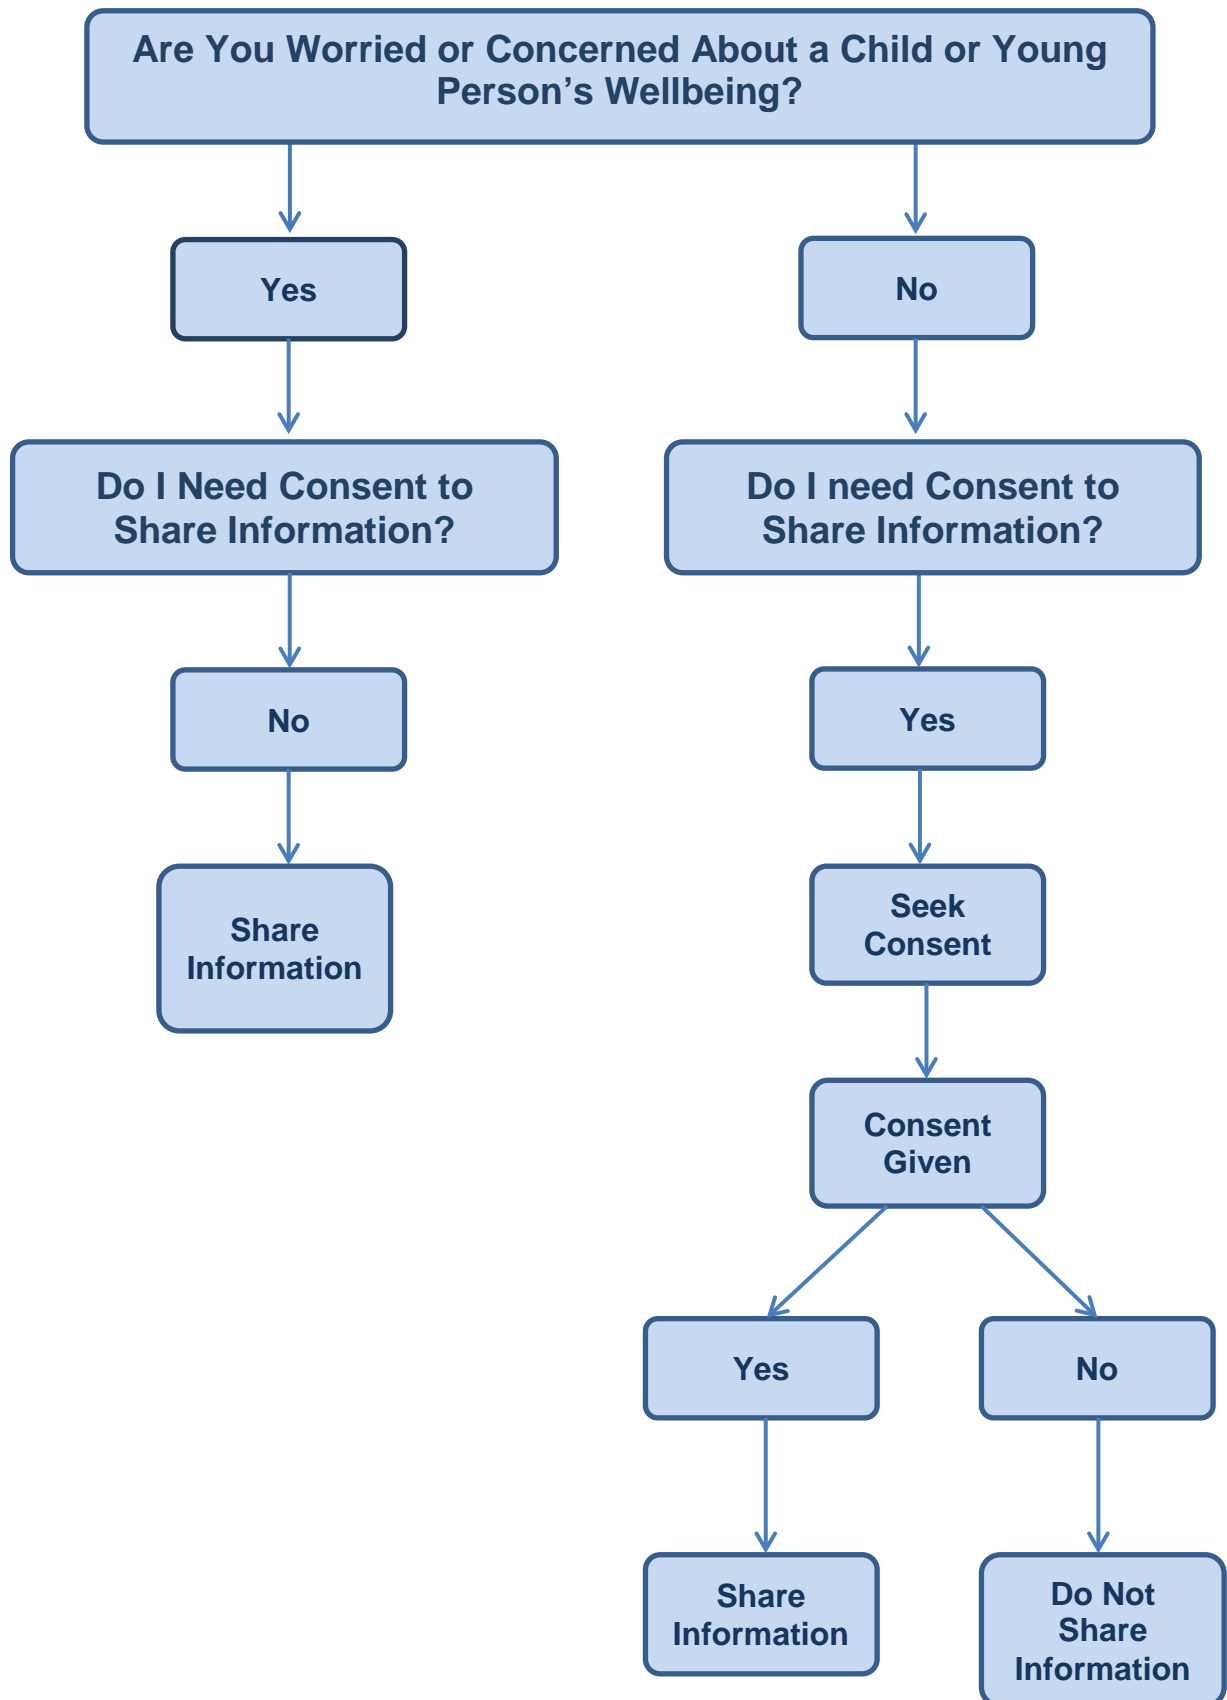 Are You Worried or Concerned About a Child or Young
Person's Wellbeing?
Yes
No
Do I Need Consent to
Share Information?
Do I need Consent to
Share Information?
No
Yes
Share
Information
Seek
Consent
Consent
Given
Yes
No
Share
Information
Do Not
Share
Information